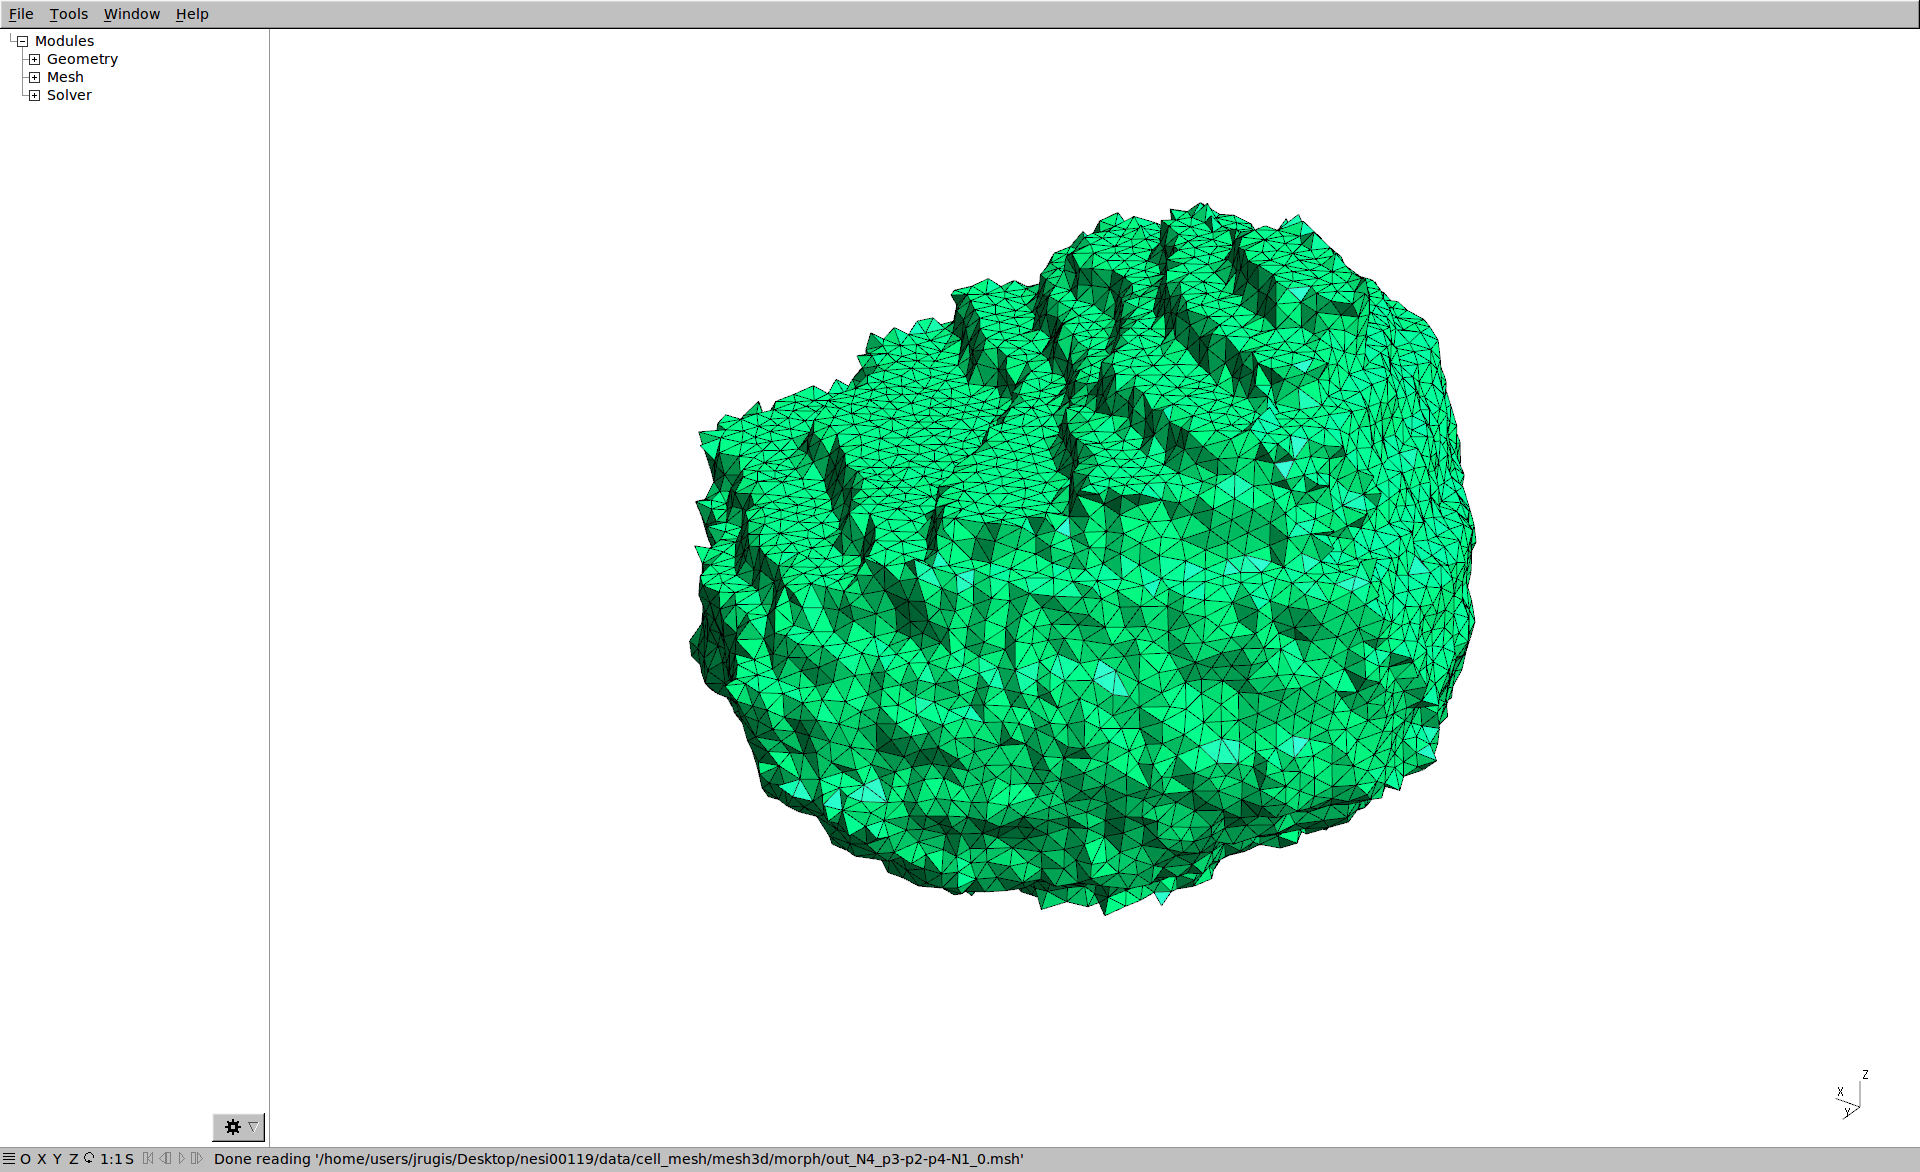 File Tools Window Help
Modules
Geometry
Mesh
Solver
Z
X
Y
O X Y Z 1:1 S Done reading '/home/users/jrugis/Desktop/nesi00119/data/cell_mesh/mesh3d/morph/out_N4_p3-p2-p4-N1_0.msh'